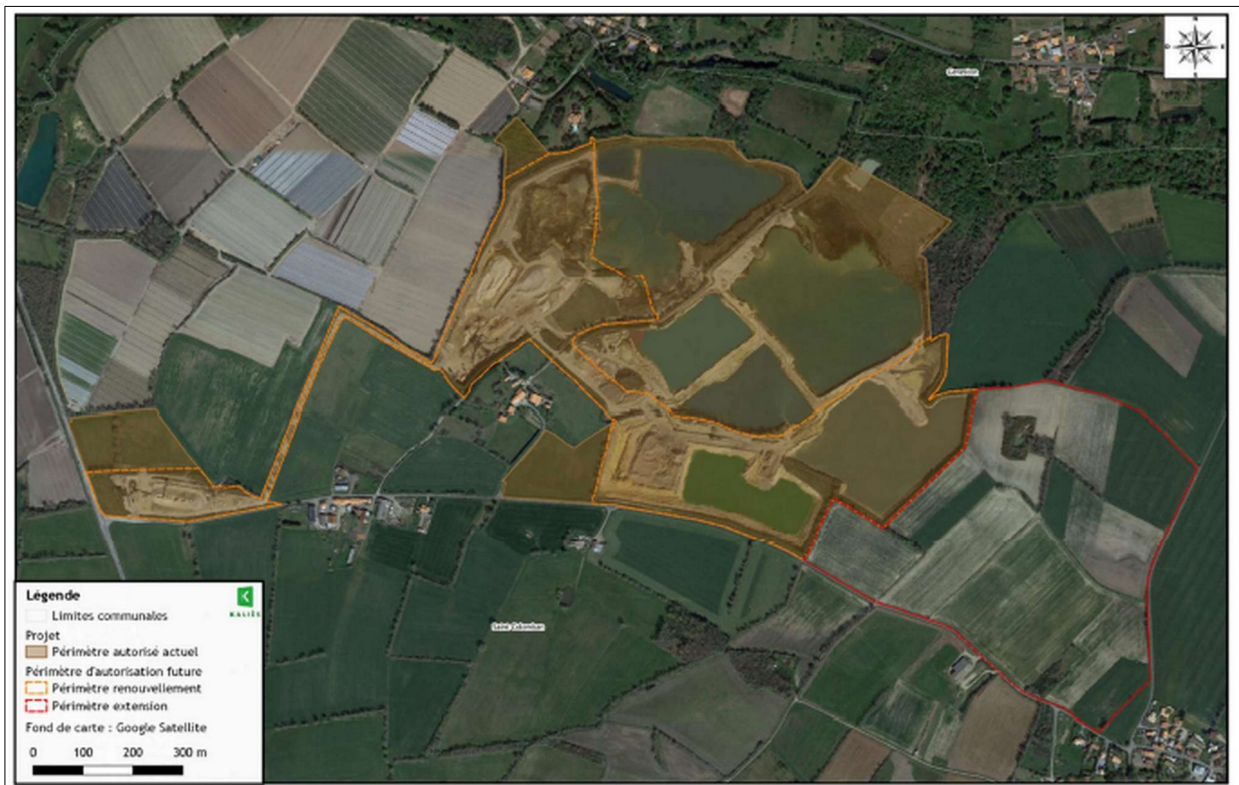 Saint Colomban
Légende
KALIÈS
Limites communales
Projet
Périmètre autorisé actuel
Périmètre d'autorisation future
Périmètre renouvellement
Périmètre extension
Fond de carte : Google Satellite
0 100 200 300 m